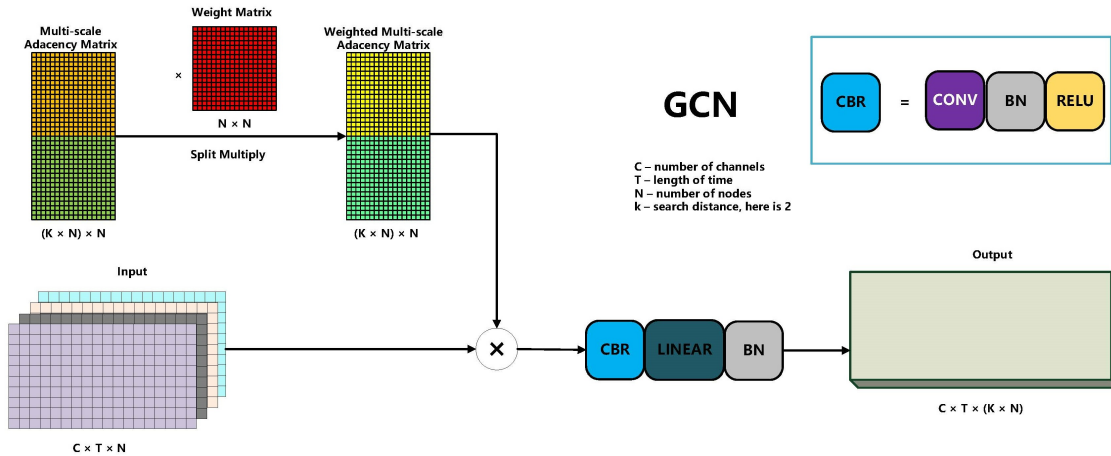 Multi-scale
Adacency Matrix
Weight Matrix
Weighted Multi-scale
Adacency Matrix
×
N × N
Split Multiply
(K × N) × N
(K × N) × N
GCN
CBR
=
CONV
BN
RELU
C – number of channels
T – length of time
N – number of nodes
k – search distance, here is 2
Input
C × T × N
×
CBR
LINEAR
BN
Output
C × T × (K × N)